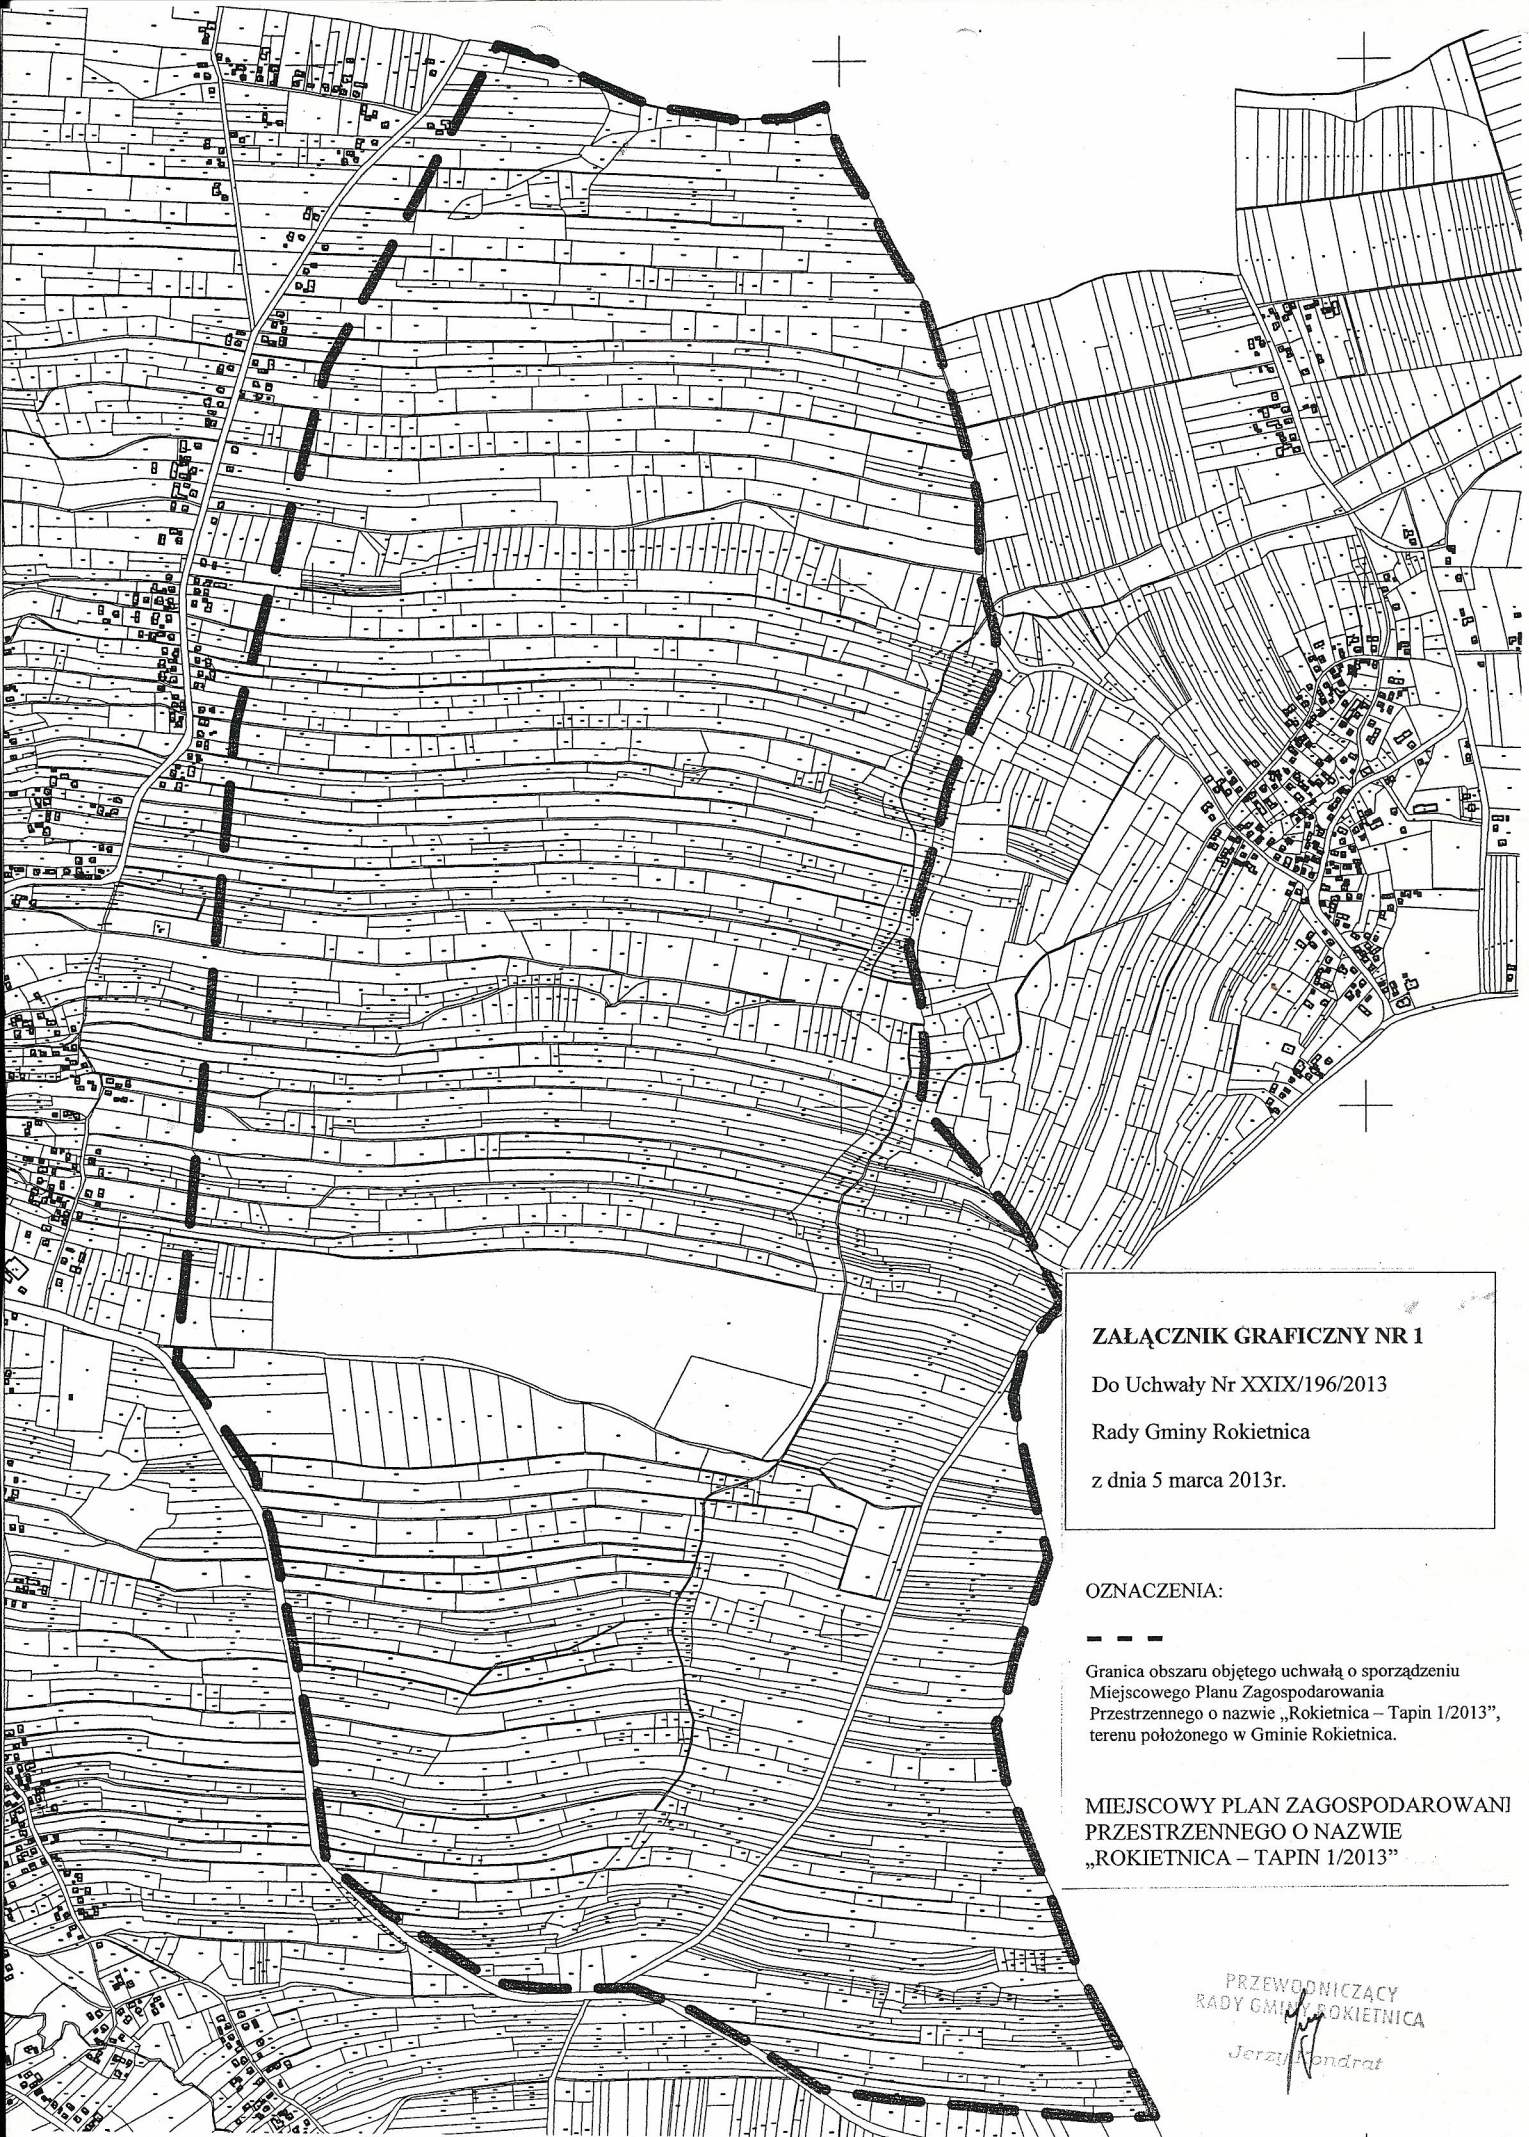 ZAŁĄCZNIK GRAFICZNY NR 1
Do Uchwały Nr XXIX/196/2013
Rady Gminy Rokietnica
z dnia 5 marca 2013r.
OZNACZENIA:
Granica obszaru objętego uchwałą o sporządzeniu
Miejscowego Planu Zagospodarowania
Przestrzennego o nazwie „Rokietnica – Tapin 1/2013”,
terenu położonego w Gminie Rokietnica.
MIEJSCOWY PLAN ZAGOSPODAROWANI
PRZESTRZENNEGO O NAZWIE
„ROKIETNICA – TAPIN 1/2013”
PRZEWODNICZĄCY
RADY GMINY ROKIETNICA
Jerzy Kondrat